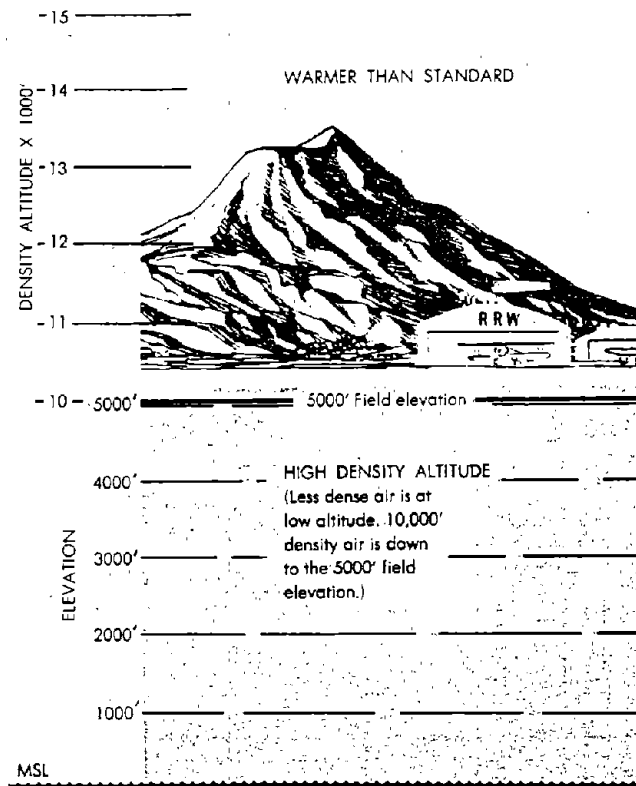 -15
WARMER THAN STANDARD
-14
DENSITY ALTITUDE X 1000'
-13
-12
-11
RRW
-10
5000'
5000' Field elevation
4000'
HIGH DENSITY ALTITUDE
(Less dense air is at
low altitude. 10,000'
density air is down
to the 5000' field
elevation.)
3000'
ELEVATION
2000'
1000'
MSL